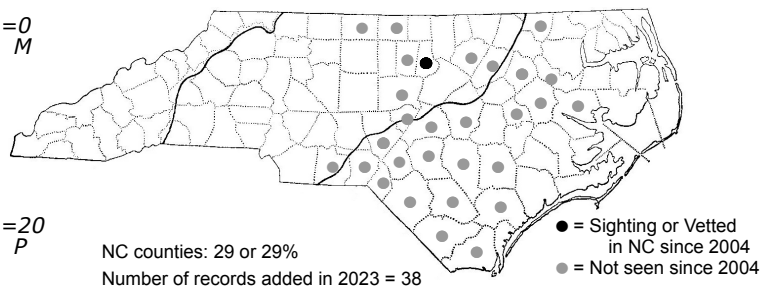 =0
M
=20
P
NC counties: 29 or 29%
Number of records added in 2023 = 38
● = Sighting or Vetted
in NC since 2004
● = Not seen since 2004